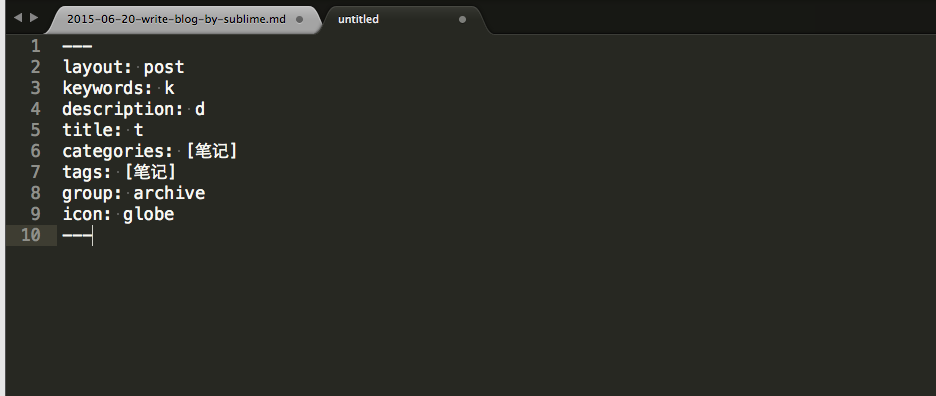 2015-06-20-write-blog-by-sublime.md
untitled
1 ---
2 layout: post
3 keywords: k
4 description: d
5 title: t
6 categories: [笔记]
7 tags: [笔记]
8 group: archive
9 icon: globe
10 ---